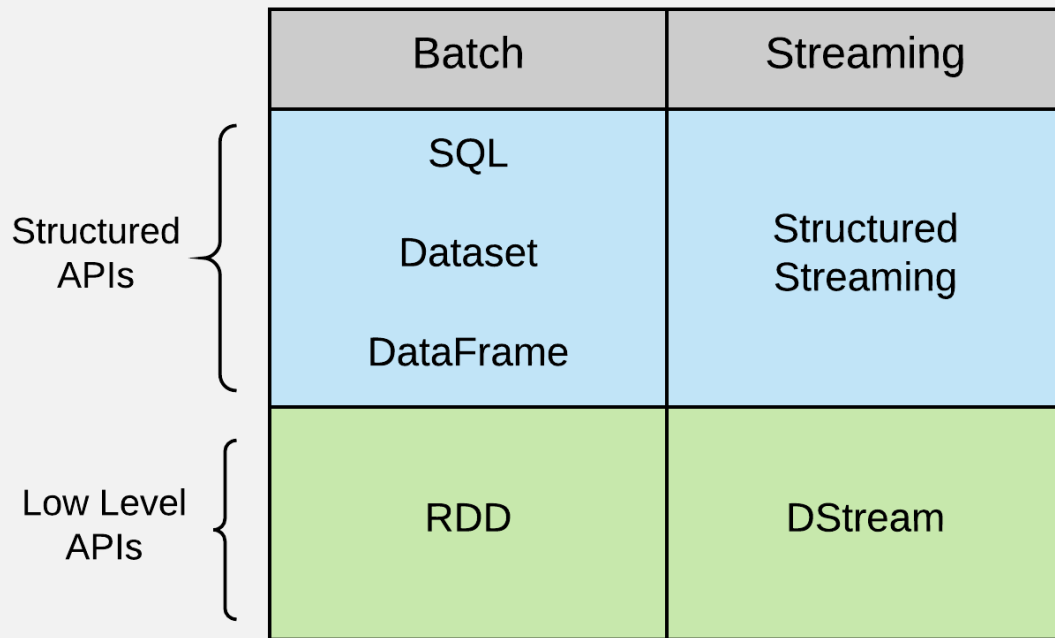 Batch
Streaming
Structured
APIs
SQL
Dataset
DataFrame
Structured
Streaming
Low Level
APIs
RDD
DStream